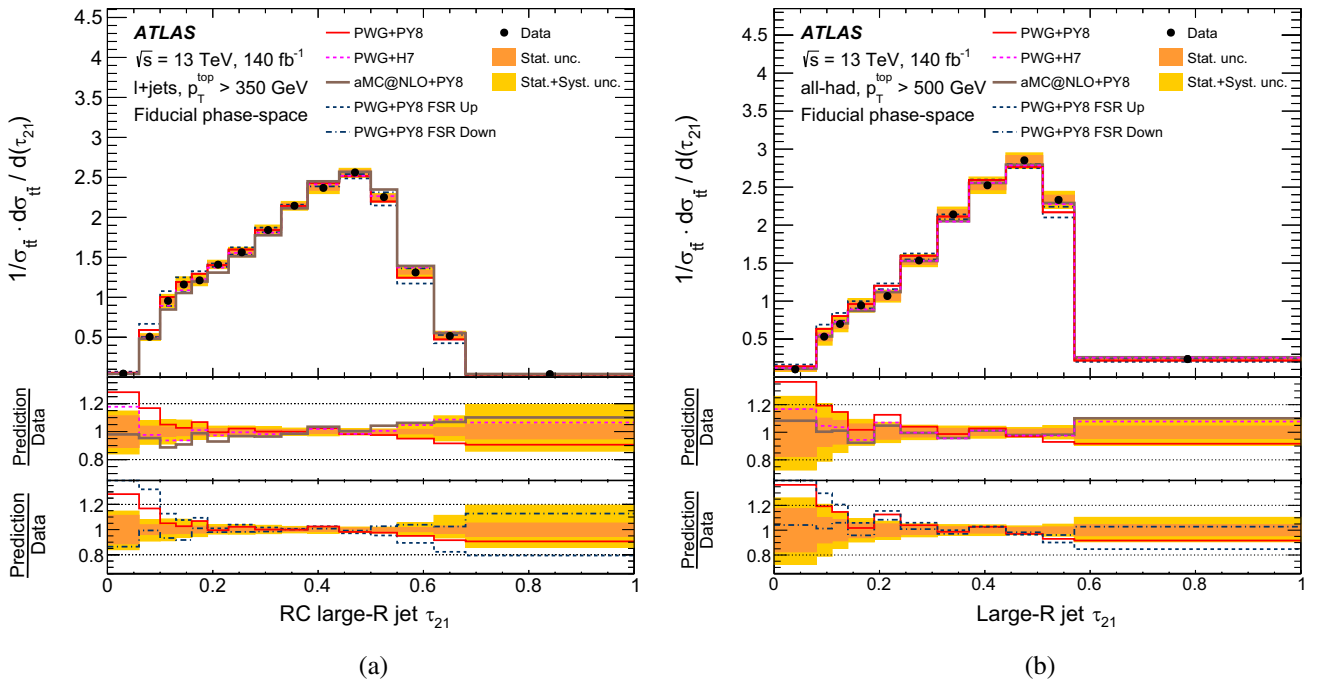 ATLAS
√s = 13 TeV, 140 fb⁻¹
l+jets, p_T^top > 350 GeV
Fiducial phase-space
PWG+PY8
PWG+H7
aMC@NLO+PY8
PWG+PY8 FSR Up
PWG+PY8 FSR Down
Data
Stat. unc.
Stat.+Syst. unc.
1/σ_tt̄ · dσ_tt̄ / d(τ₂₁)
4.5
4
3.5
3
2.5
2
1.5
1
0.5
Prediction
Data
1.2
1
0.8
Prediction
Data
1.2
1
0.8
0 0.2 0.4 0.6 0.8 1
RC large-R jet τ₂₁
(a)
ATLAS
√s = 13 TeV, 140 fb⁻¹
all-had, p_T^top > 500 GeV
Fiducial phase-space
PWG+PY8
PWG+H7
aMC@NLO+PY8
PWG+PY8 FSR Up
PWG+PY8 FSR Down
Data
Stat. unc.
Stat.+Syst. unc.
1/σ_tt̄ · dσ_tt̄ / d(τ₂₁)
4.5
4
3.5
3
2.5
2
1.5
1
0.5
Prediction
Data
1.2
1
0.8
Prediction
Data
1.2
1
0.8
0 0.2 0.4 0.6 0.8 1
Large-R jet τ₂₁
(b)